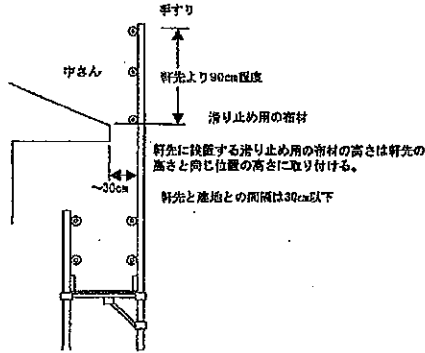 手すり
中さん
軒先より90cm程度
滑り止め用の布材
軒先に設置する滑り止め用の布材の高さは軒先の
高さと同じ位置の高さに取り付ける。
〜30cm
軒先と建地との間隔は30cm以下